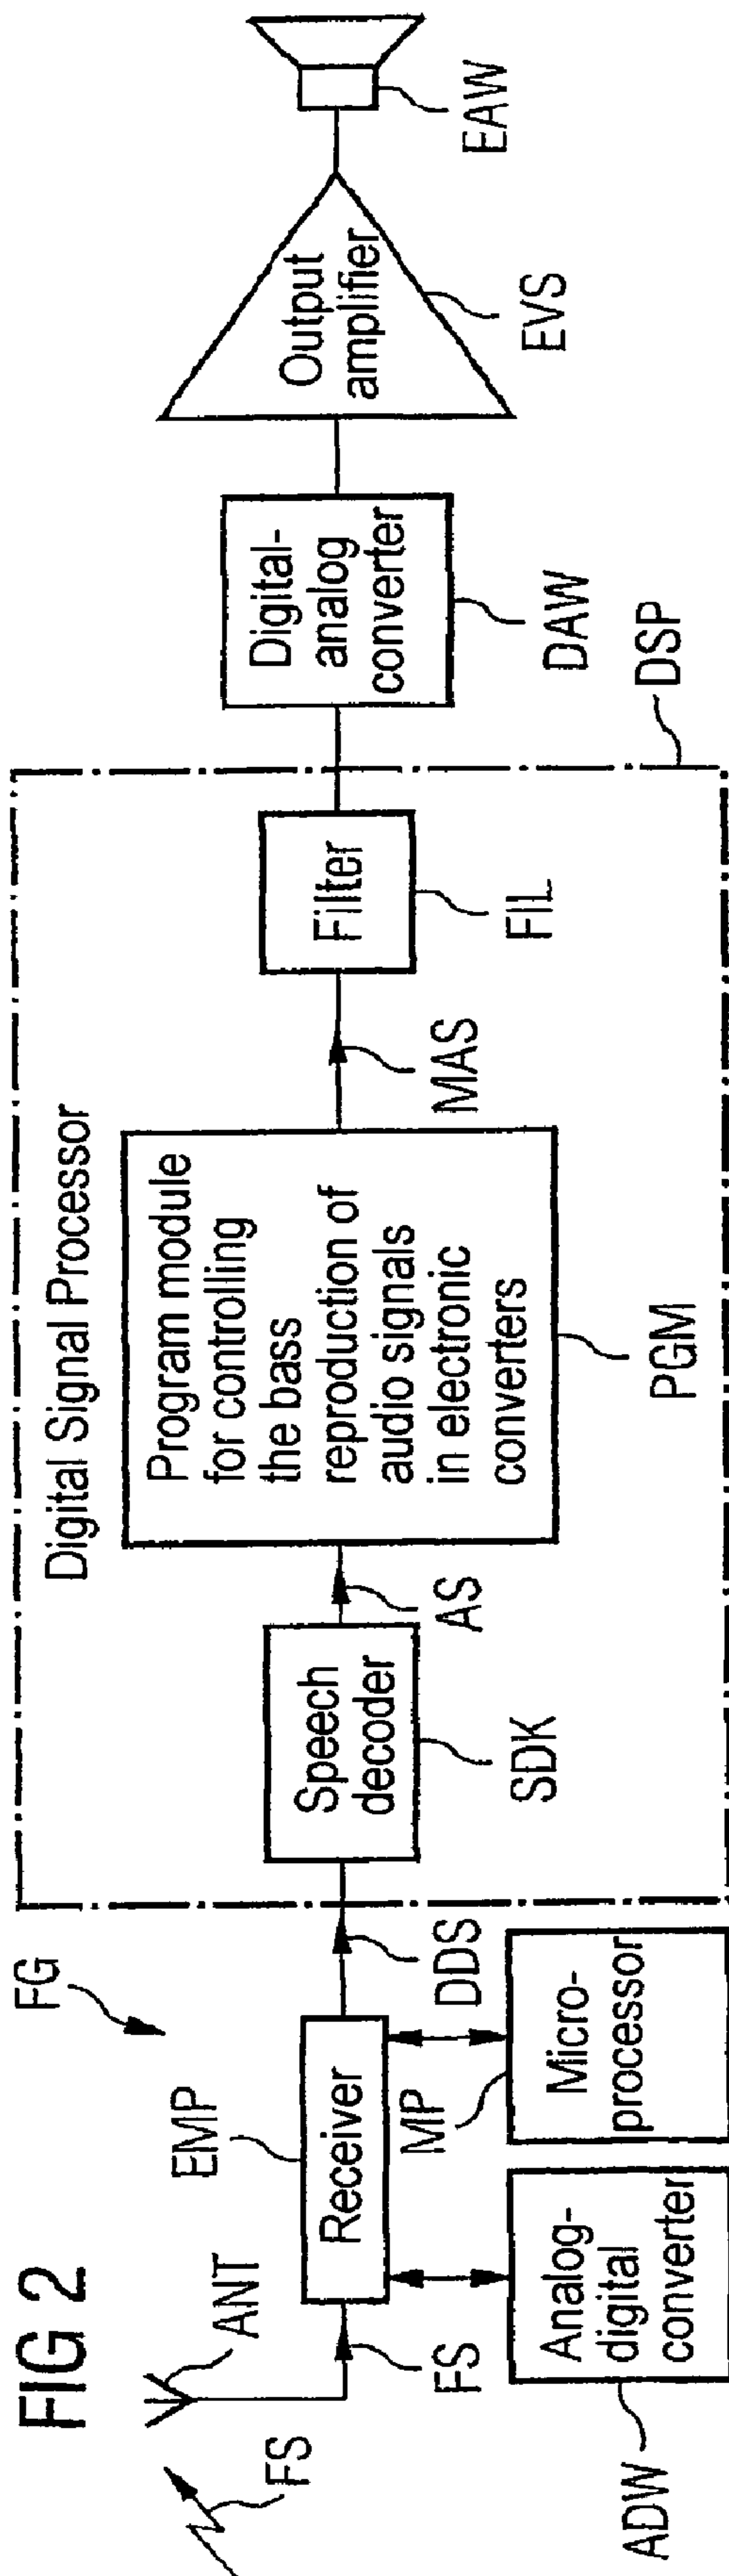 FIG 2
FG
FS
ANT
FS
EMP
Receiver
DDS
MP
ADW
Analog-
digital
converter
Micro-
processor
Digital Signal Processor
Speech
decoder
SDK
AS
Program module
for controlling
the bass
reproduction of
audio signals
in electronic
converters
PGM
MAS
Filter
FIL
DSP
Digital-
analog
converter
DAW
Output
amplifier
EVS
EAW